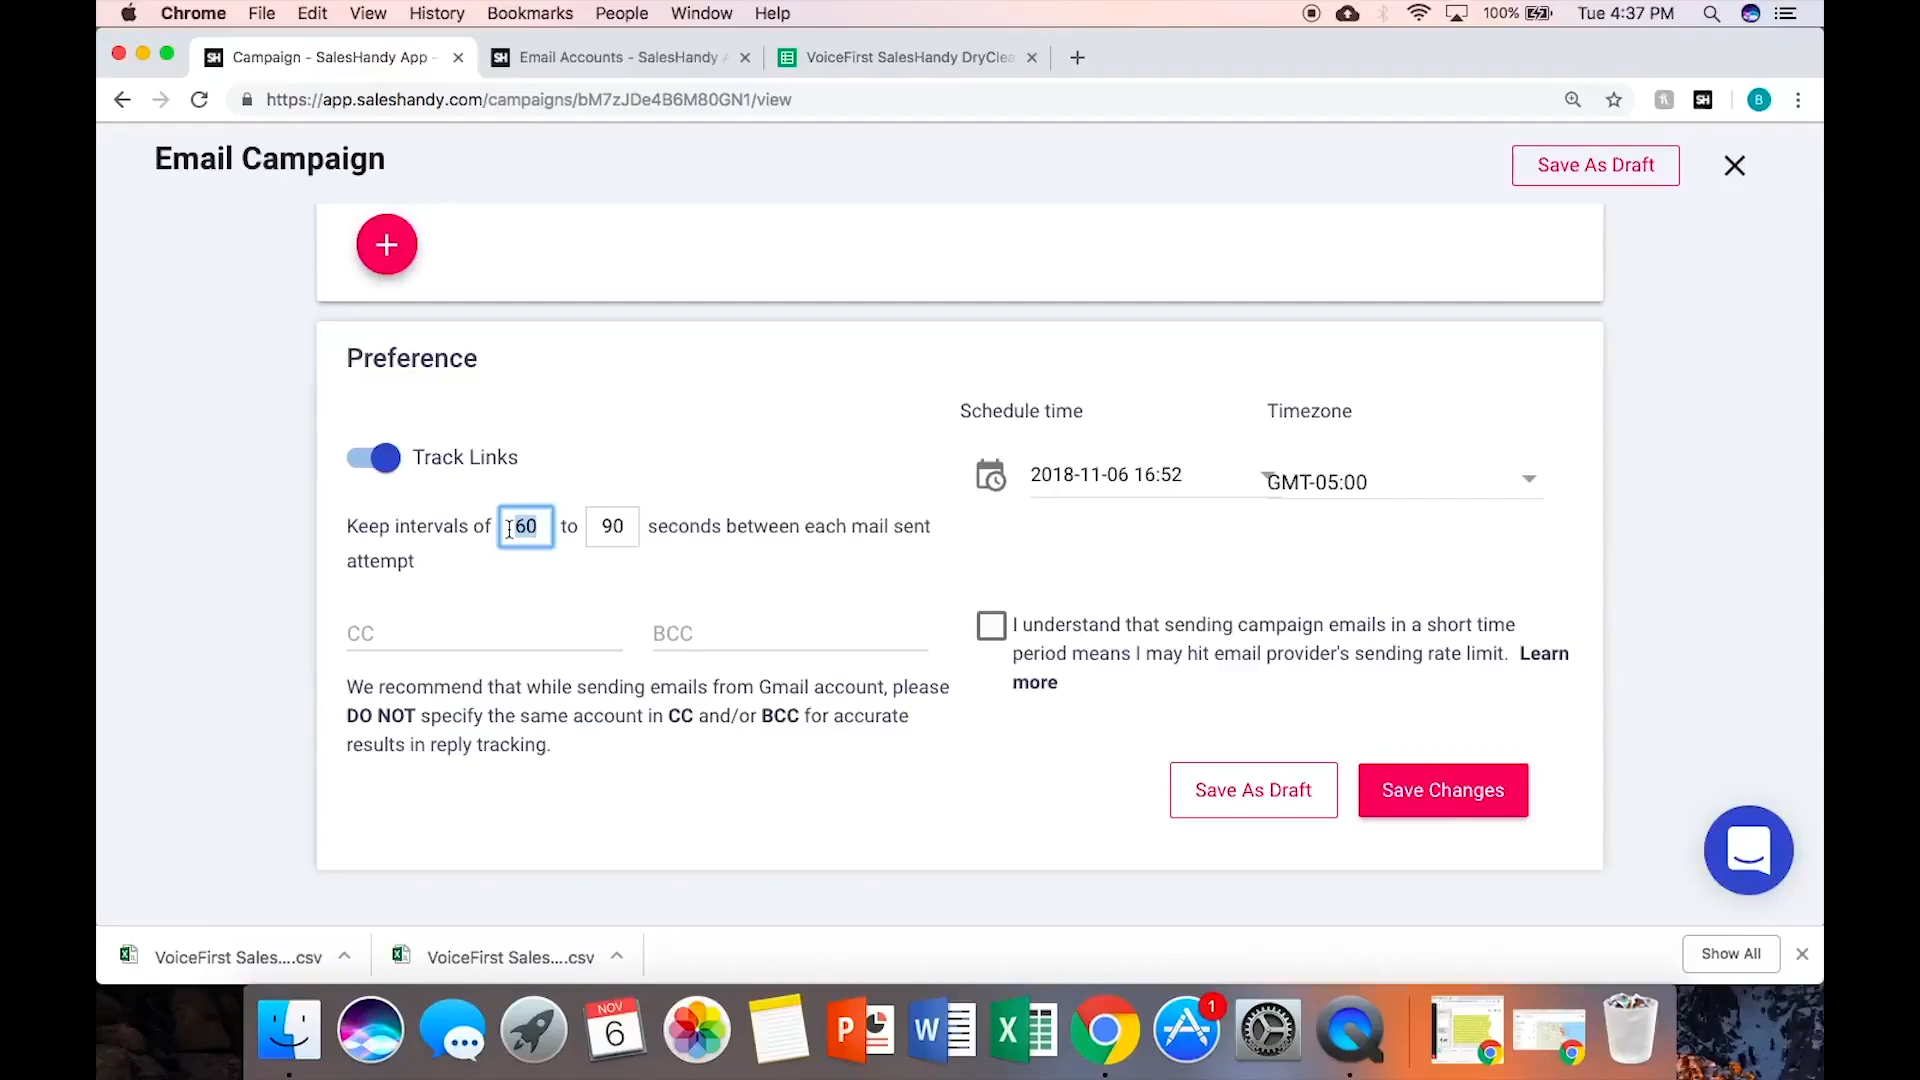 Chrome File Edit View History Bookmarks People Window Help 100% Tue 4:37 PM
SH Campaign - SalesHandy App - SH Email Accounts - SalesHandy A VoiceFirst SalesHandy DryClea
https://app.saleshandy.com/campaigns/bM7zJDe4B6M80GN1/view SH B
Email Campaign
Save As Draft
Preference
Schedule time Timezone
Track Links
2018-11-06 16:52 GMT-05:00
Keep intervals of 60 to 90 seconds between each mail sent
attempt
CC BCC
I understand that sending campaign emails in a short time
period means I may hit email provider's sending rate limit. Learn
more
We recommend that while sending emails from Gmail account, please
DO NOT specify the same account in CC and/or BCC for accurate
results in reply tracking.
Save As Draft Save Changes
VoiceFirst Sales....csv VoiceFirst Sales....csv Show All
NOV
6
P W X 1